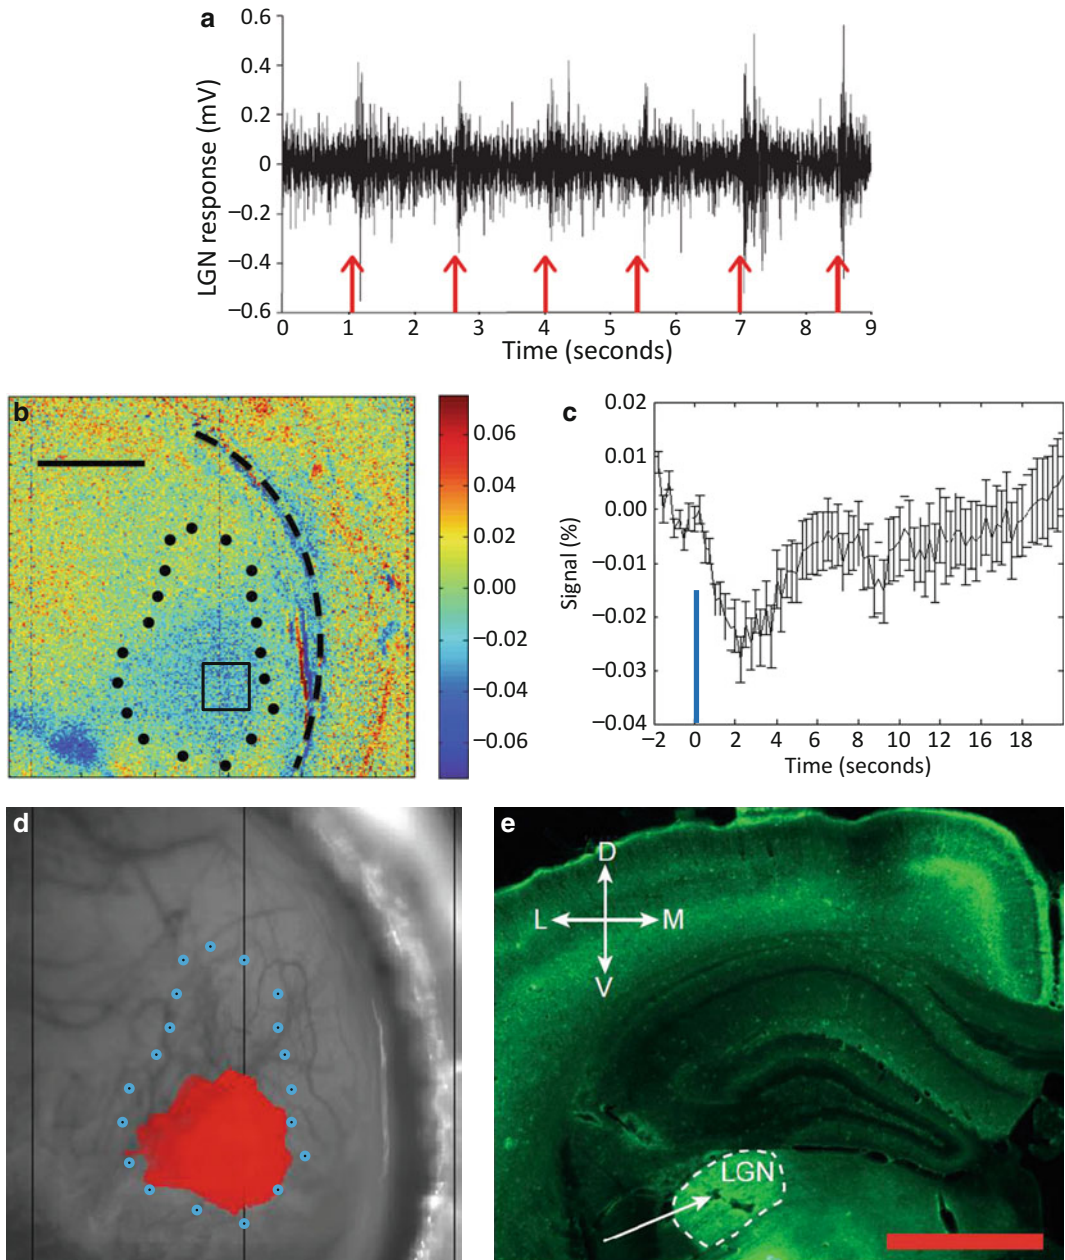 a
LGN response (mV)
0.6
0.4
0.2
0
−0.2
−0.4
−0.6
0 1 2 3 4 5 6 7 8 9
Time (seconds)
b
0.06
0.04
0.02
0.00
−0.02
−0.04
−0.06
c
Signal (%)
0.02
0.01
0.00
−0.01
−0.02
−0.03
−0.04
−2 0 2 4 6 8 10 12 14 18
Time (seconds)
d
e
D
L M
V
LGN